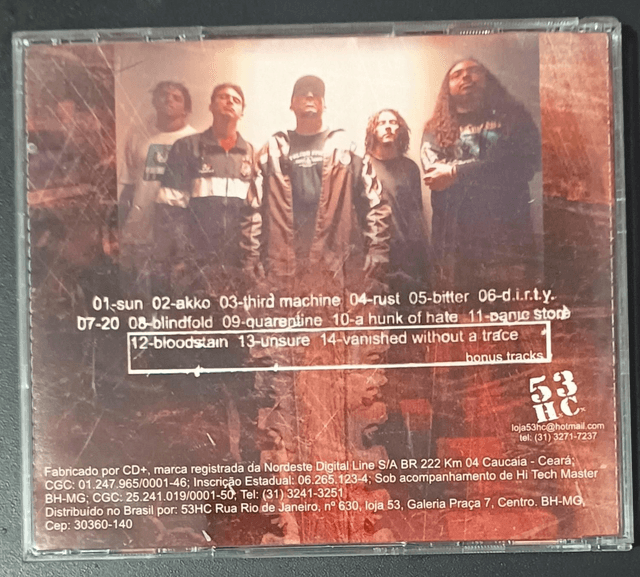 01-sun 02-akko 03-third machine 04-rust 05-bitter 06-d.i.r.t.y.
07-20 08-blindfold 09-quarentine 10-a hunk of hate 11-panic store
12-bloodstain 13-unsure 14-vanished without a trace
bonus tracks
53
HC
loja53hc@hotmail.com
tel: (31) 3271-7237
Fabricado por CD+, marca registrada da Nordeste Digital Line S/A BR 222 Km 04 Caucaia - Ceará;
CGC: 01.247.965/0001-46; Inscrição Estadual: 06.265.123-4; Sob acompanhamento de Hi Tech Master
BH-MG; CGC: 25.241.019/0001-50; Tel: (31) 3241-3251
Distribuído no Brasil por: 53HC Rua Rio de Janeiro, nº 630, loja 53, Galeria Praça 7, Centro. BH-MG,
Cep: 30360-140